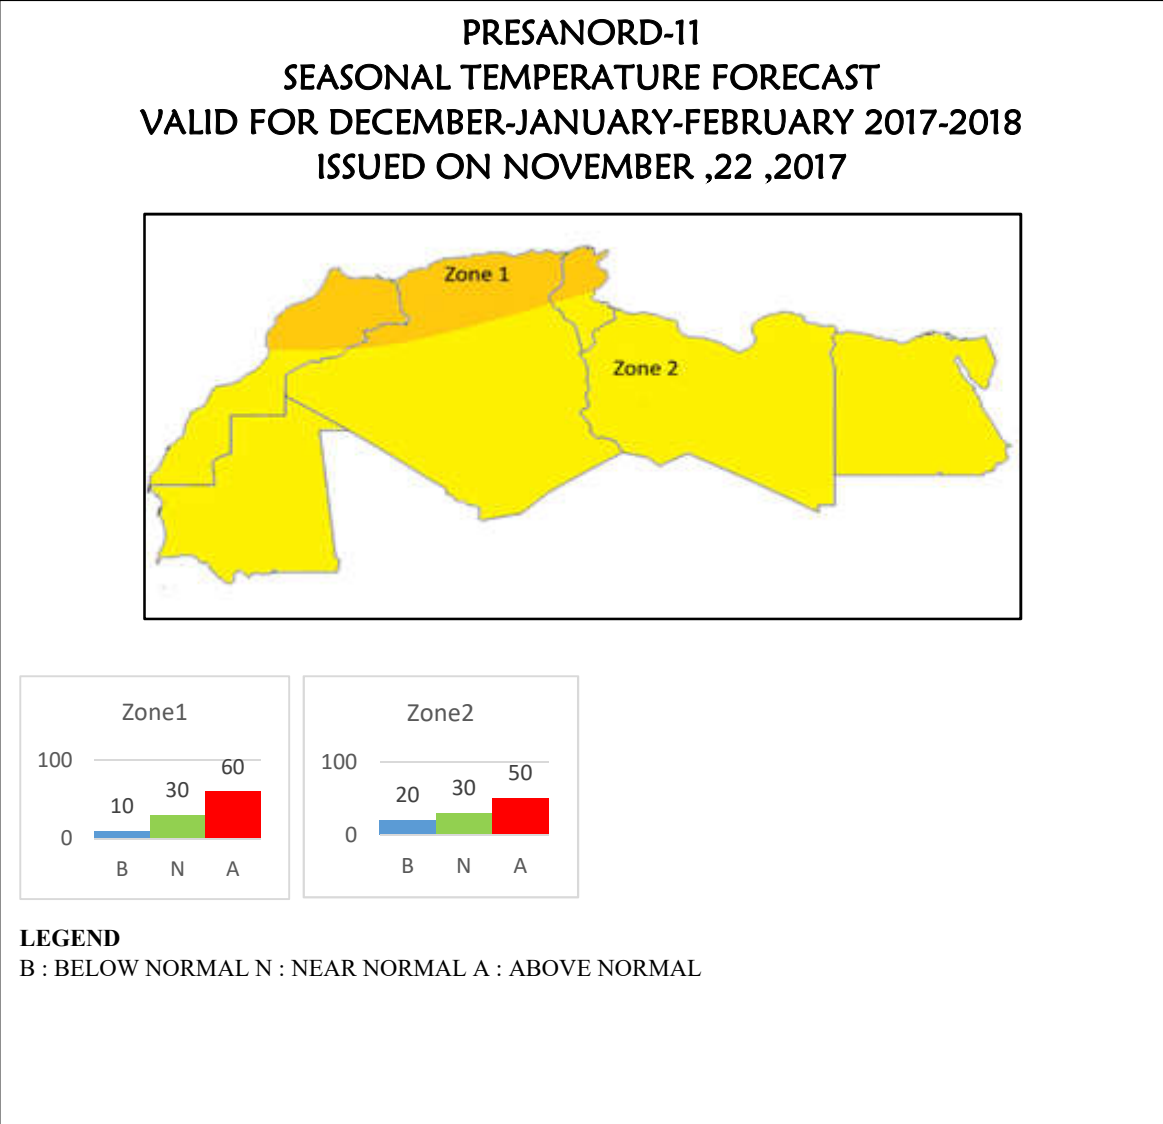 PRESANORD-11
SEASONAL TEMPERATURE FORECAST
VALID FOR DECEMBER-JANUARY-FEBRUARY 2017-2018
ISSUED ON NOVEMBER ,22 ,2017
Zone 1
Zone 2
Zone1
100
60
30
10
0
B N A
Zone2
100
50
30
20
0
B N A
LEGEND
B : BELOW NORMAL N : NEAR NORMAL A : ABOVE NORMAL